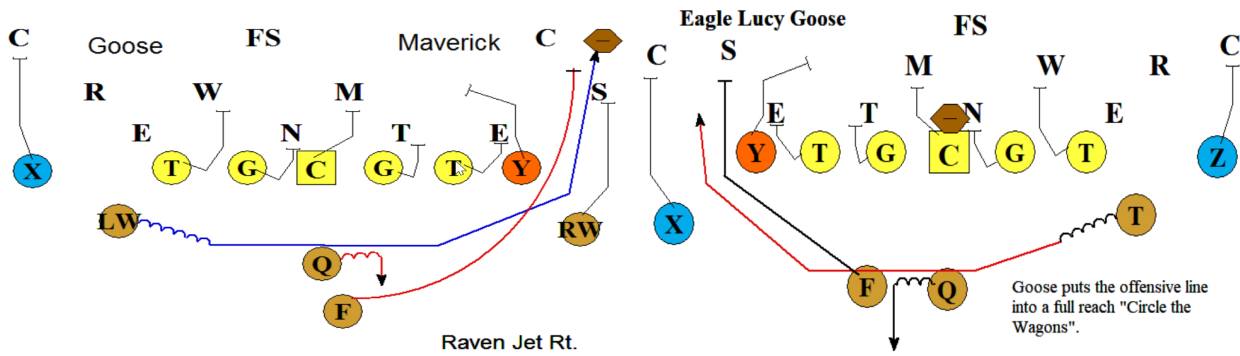 C Goose FS Maverick C
R W M S
E N T E
X T G C G T Y
LW RW
Q
F
Raven Jet Rt.
Eagle Lucy Goose
FS
C S M W R C
E T N E
Y T G C G T Z
X T
F Q
Goose puts the offensive line
into a full reach "Circle the
Wagons".